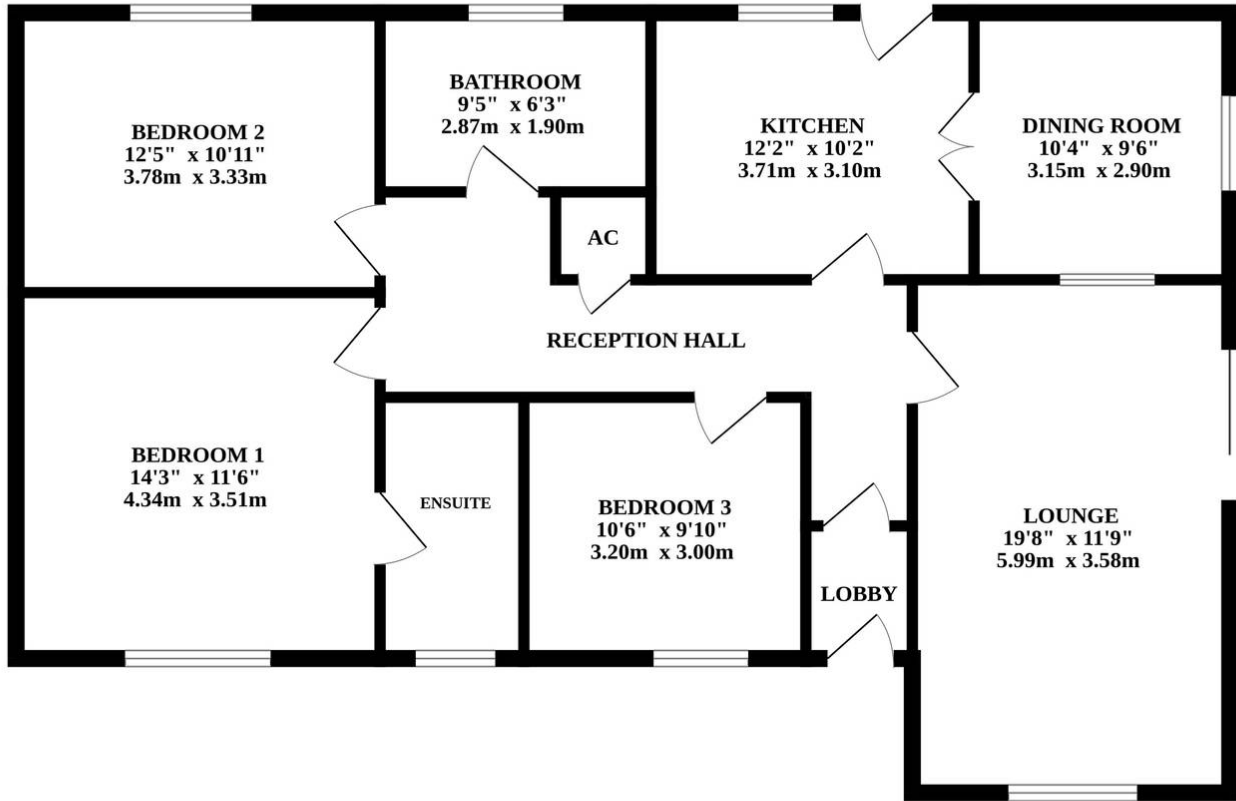 BEDROOM 2
12'5" x 10'11"
3.78m x 3.33m
BATHROOM
9'5" x 6'3"
2.87m x 1.90m
KITCHEN
12'2" x 10'2"
3.71m x 3.10m
DINING ROOM
10'4" x 9'6"
3.15m x 2.90m
AC
RECEPTION HALL
BEDROOM 1
14'3" x 11'6"
4.34m x 3.51m
ENSUITE
BEDROOM 3
10'6" x 9'10"
3.20m x 3.00m
LOBBY
LOUNGE
19'8" x 11'9"
5.99m x 3.58m